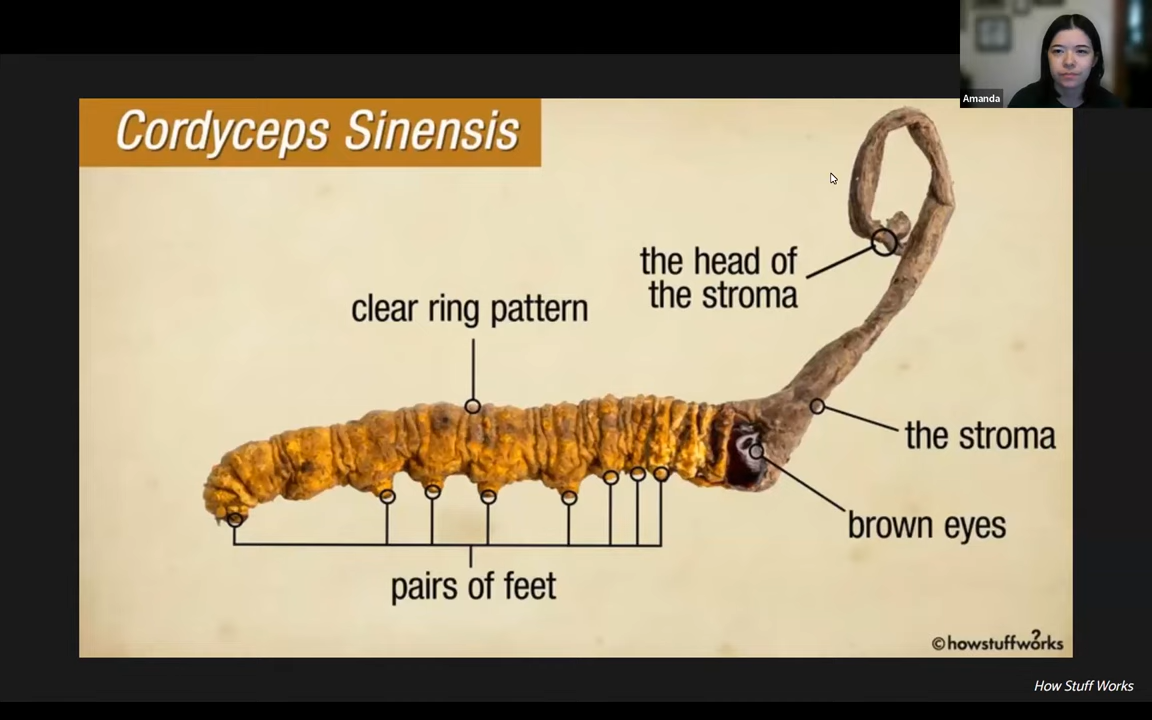 Amanda
Cordyceps Sinensis
the head of
the stroma
clear ring pattern
the stroma
brown eyes
pairs of feet
©howstuffworks
?
How Stuff Works